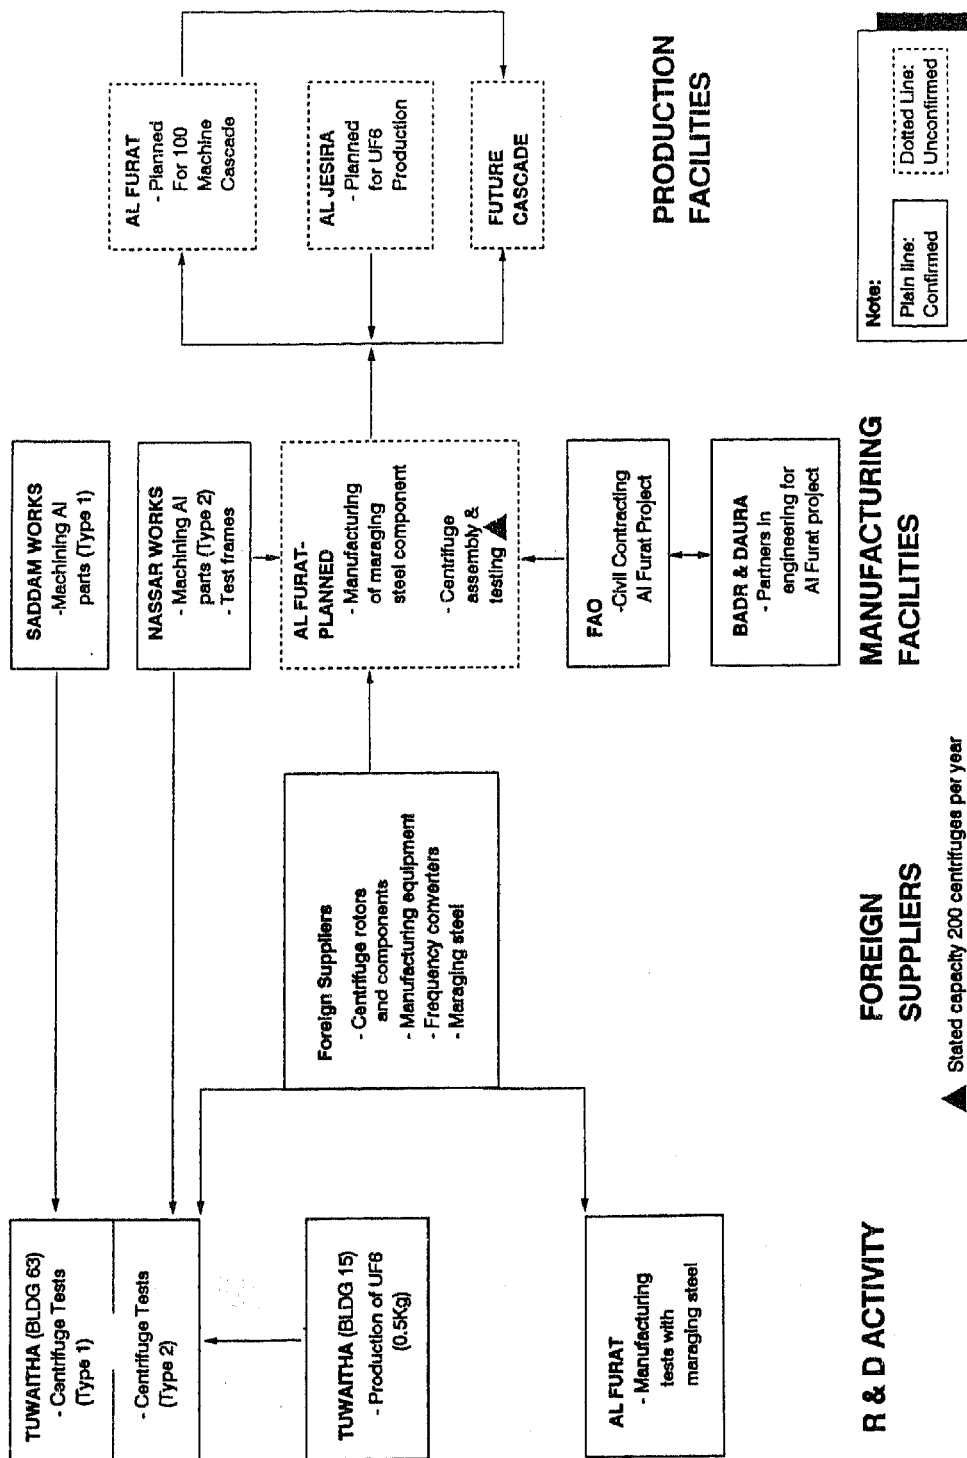 TUWAITHA (BLDG 63)
- Centrifuge Tests
(Type 1)
- Centrifuge Tests
(Type 2)
TUWAITHA (BLDG 15)
- Production of UF6
(0.5Kg)
AL FURAT
- Manufacturing
tests with
maraging steel
R & D ACTIVITY
Foreign Suppliers
- Centrifuge rotors
and components
- Manufacturing equipment
- Frequency converters
- Maraging steel
FOREIGN
SUPPLIERS
Stated capacity 200 centrifuges per year
SADDAM WORKS
-Machining Al
parts (Type 1)
NASSAR WORKS
- Machining Al
parts (Type 2)
- Test frames
AL FURAT-
PLANNED
- Manufacturing
of maraging
steel component
- Centrifuge
assembly &
testing
FAO
-Civil Contracting
Al Furat Project
BADR & DAURA
- Partners in
engineering for
Al Furat project
MANUFACTURING
FACILITIES
AL FURAT
- Planned
For 100
Machine
Cascade
AL JESIRA
- Planned
for UF6
Production
FUTURE
CASCADE
PRODUCTION
FACILITIES
Note:
Plain line:
Confirmed
Dotted Line:
Unconfirmed